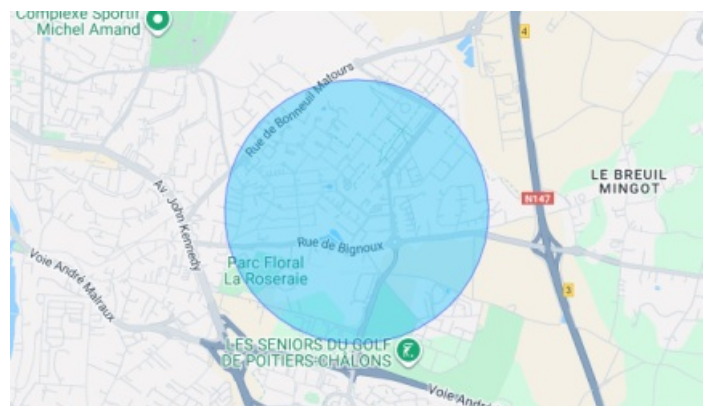 Complexe Sportif
Michel Amand
4
Rue de Bonneuil Matours
LE BREUIL
MINGOT
N147
Av. John Kennedy
Rue de Bignoux
Voie André Malraux
Parc Floral
La Roseraie
3
LES SENIORS DU GOLF
DE POITIERS-CHALONS
Voie André